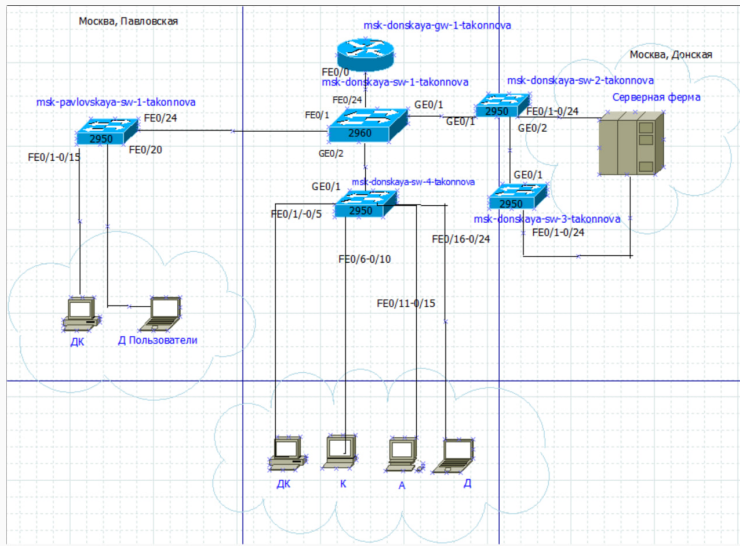 Москва, Павловская
msk-donskaya-gw-1-takonnova
Москва, Донская
FE0/0
msk-donskaya-sw-1-takonnova
msk-donskaya-sw-2-takonnova
Серверная ферма
msk-pavlovskaya-sw-1-takonnova
FE0/24
GE0/1
2950
FE0/1-0/24
FE0/24
FE0/1
GE0/1
GE0/2
2950
2960
FE0/20
FE0/1-0/15
GE0/2
msk-donskaya-sw-4-takonnova
GE0/1
GE0/1
2950
2950
msk-donskaya-sw-3-takonnova
FE0/1/-0/5
FE0/16-0/24
FE0/1-0/24
FE0/6-0/10
FE0/11-0/15
ДК
Д Пользователи
ДК
К
А
Д